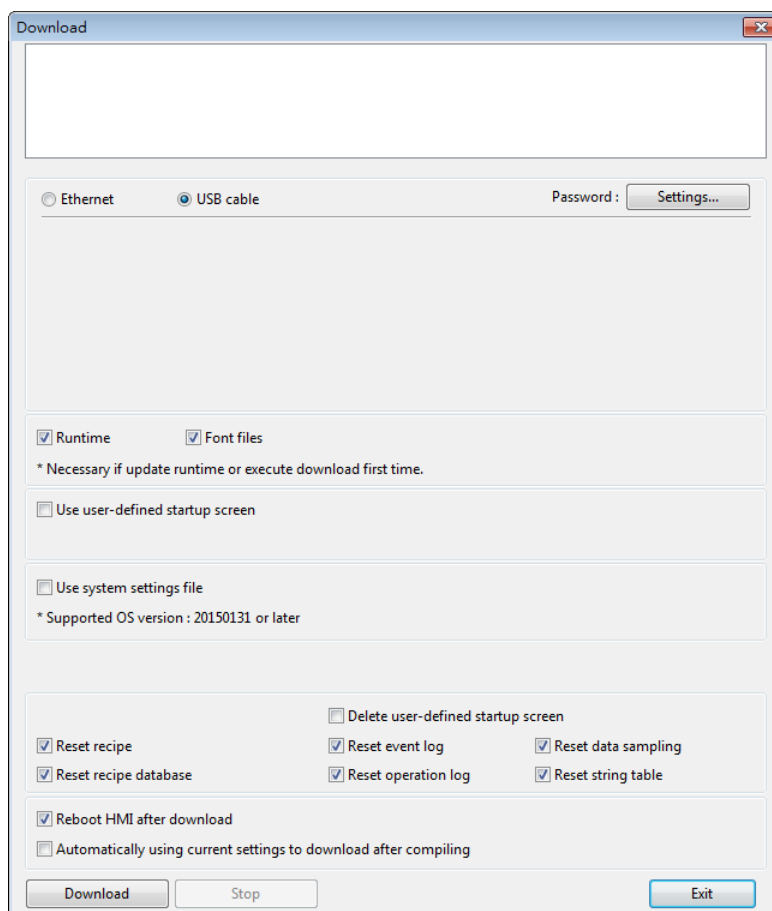 Download
Ethernet USB cable Password : Settings...
Runtime Font files
* Necessary if update runtime or execute download first time.
Use user-defined startup screen
Use system settings file
* Supported OS version : 20150131 or later
Delete user-defined startup screen
Reset recipe Reset event log Reset data sampling
Reset recipe database Reset operation log Reset string table
Reboot HMI after download
Automatically using current settings to download after compiling
Download Stop Exit